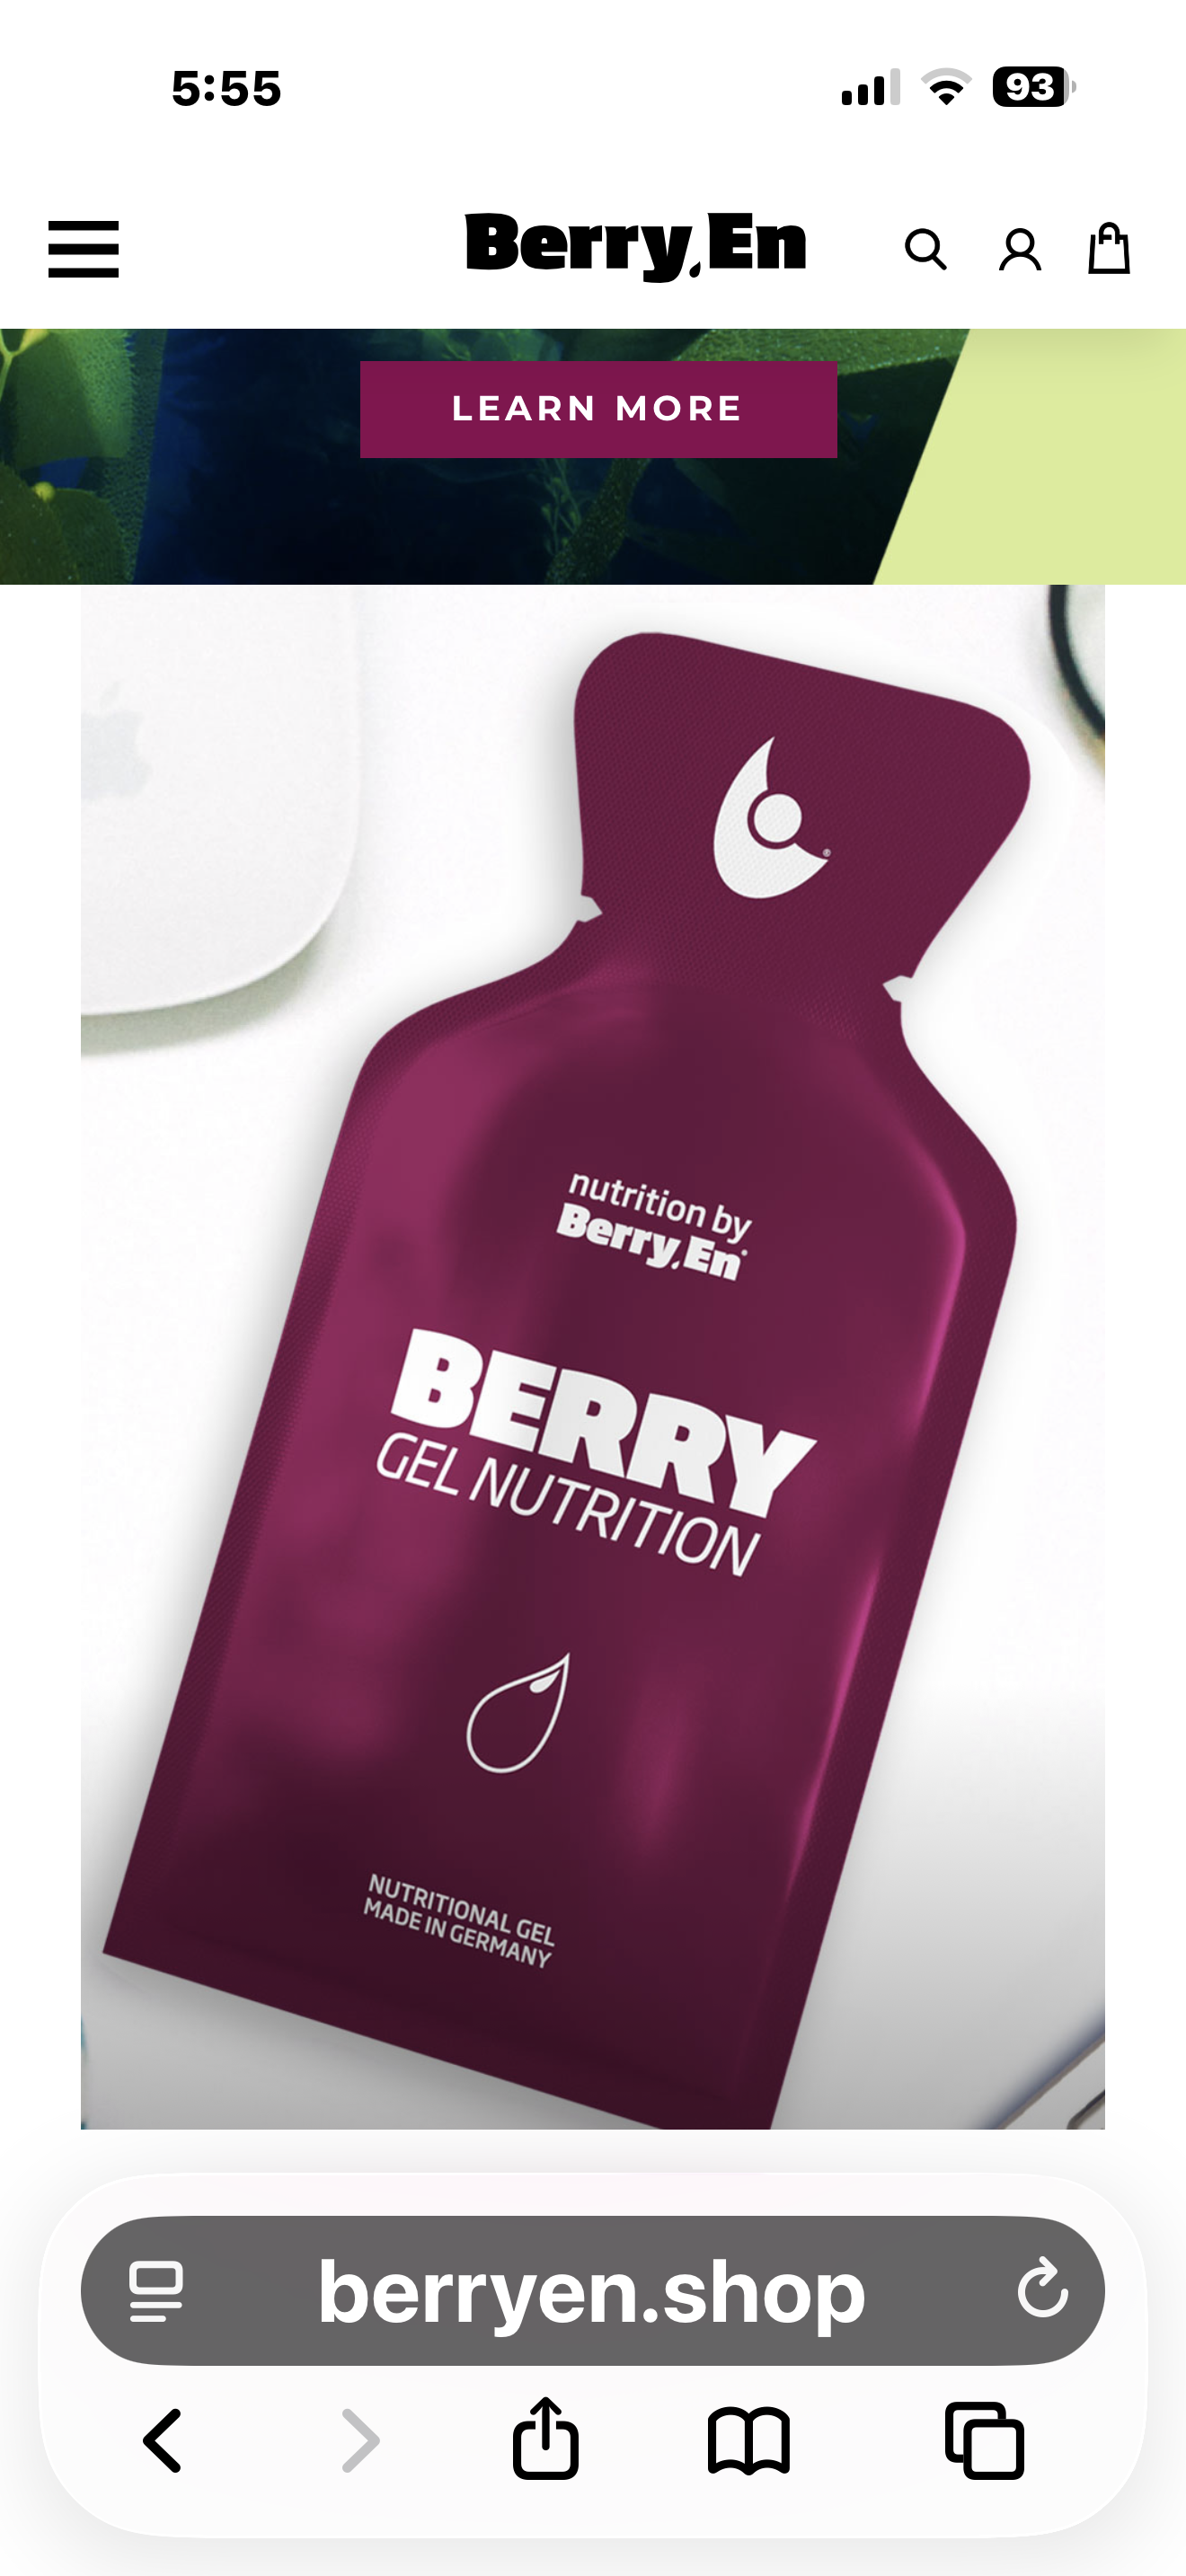 5:55
93
Berry.En
LEARN MORE
nutrition by
Berry.En®
BERRY
GEL NUTRITION
NUTRITIONAL GEL
MADE IN GERMANY
berryen.shop